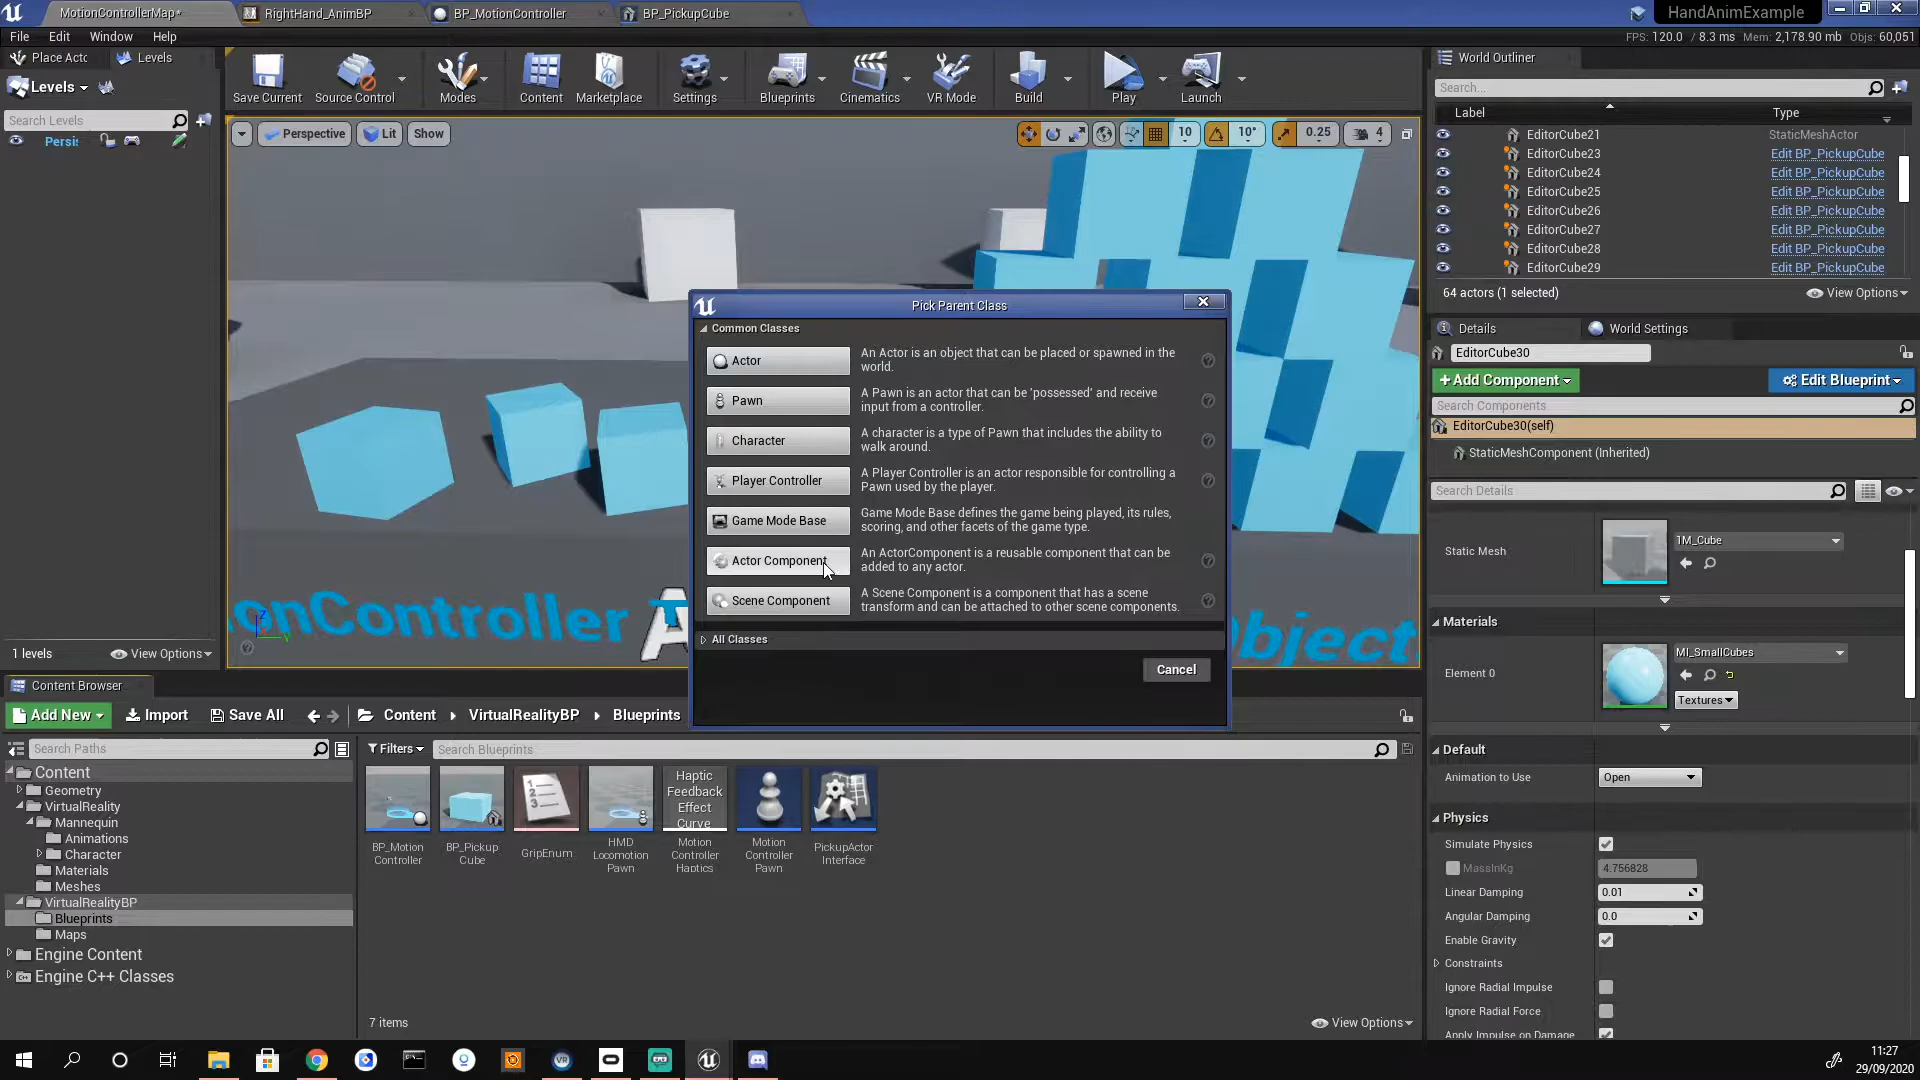 MotionControllerMap*
RightHand_AnimBP
BP_MotionController
BP_PickupCube
HandAnimExample
File Edit Window Help
FPS: 120.0 / 8.3 ms Mem: 2,178.90 mb Objs: 60,051
Place Actc
Levels
Levels
Search Levels
Persi
1 levels
View Options
Save Current
Source Control
Modes
Content
Marketplace
Settings
Blueprints
Cinematics
VR Mode
Build
Play
Launch
Perspective
Lit
Show
10
10°
0.25
4
onController
Object
Pick Parent Class
Common Classes
Actor
An Actor is an object that can be placed or spawned in the
world.
Pawn
A Pawn is an actor that can be 'possessed' and receive
input from a controller.
Character
A character is a type of Pawn that includes the ability to
walk around.
Player Controller
A Player Controller is an actor responsible for controlling a
Pawn used by the player.
Game Mode Base
Game Mode Base defines the game being played, its rules,
scoring, and other facets of the game type.
Actor Component
An ActorComponent is a reusable component that can be
added to any actor.
Scene Component
A Scene Component is a component that has a scene
transform and can be attached to other scene components.
All Classes
Cancel
World Outliner
Search...
Label
Type
EditorCube21 StaticMeshActor
EditorCube23 Edit BP_PickupCube
EditorCube24 Edit BP_PickupCube
EditorCube25 Edit BP_PickupCube
EditorCube26 Edit BP_PickupCube
EditorCube27 Edit BP_PickupCube
EditorCube28 Edit BP_PickupCube
EditorCube29 Edit BP_PickupCube
64 actors (1 selected)
View Options
Details
World Settings
EditorCube30
+Add Component
Edit Blueprint
Search Components
EditorCube30(self)
StaticMeshComponent (Inherited)
Search Details
Static Mesh
1M_Cube
Materials
Element 0
MI_SmallCubes
Textures
Default
Animation to Use
Open
Physics
Simulate Physics
MassInKg
4.756828
Linear Damping
0.01
Angular Damping
0.0
Enable Gravity
Constraints
Ignore Radial Impulse
Ignore Radial Force
Apply Impulse on Damage
Content Browser
Add New
Import
Save All
Content
VirtualRealityBP
Blueprints
Search Paths
Filters
Search Blueprints
Content
Geometry
VirtualReality
Mannequin
Animations
Character
Materials
Meshes
VirtualRealityBP
Blueprints
Maps
Engine Content
Engine C++ Classes
BP_Motion
Controller
BP_Pickup
Cube
GripEnum
HMD
Locomotion
Pawn
Haptic
Feedback
Effect
Curve
Motion
Controller
Haptics
Motion
Controller
Pawn
PickupActor
Interface
7 items
View Options
11:27
29/09/2020